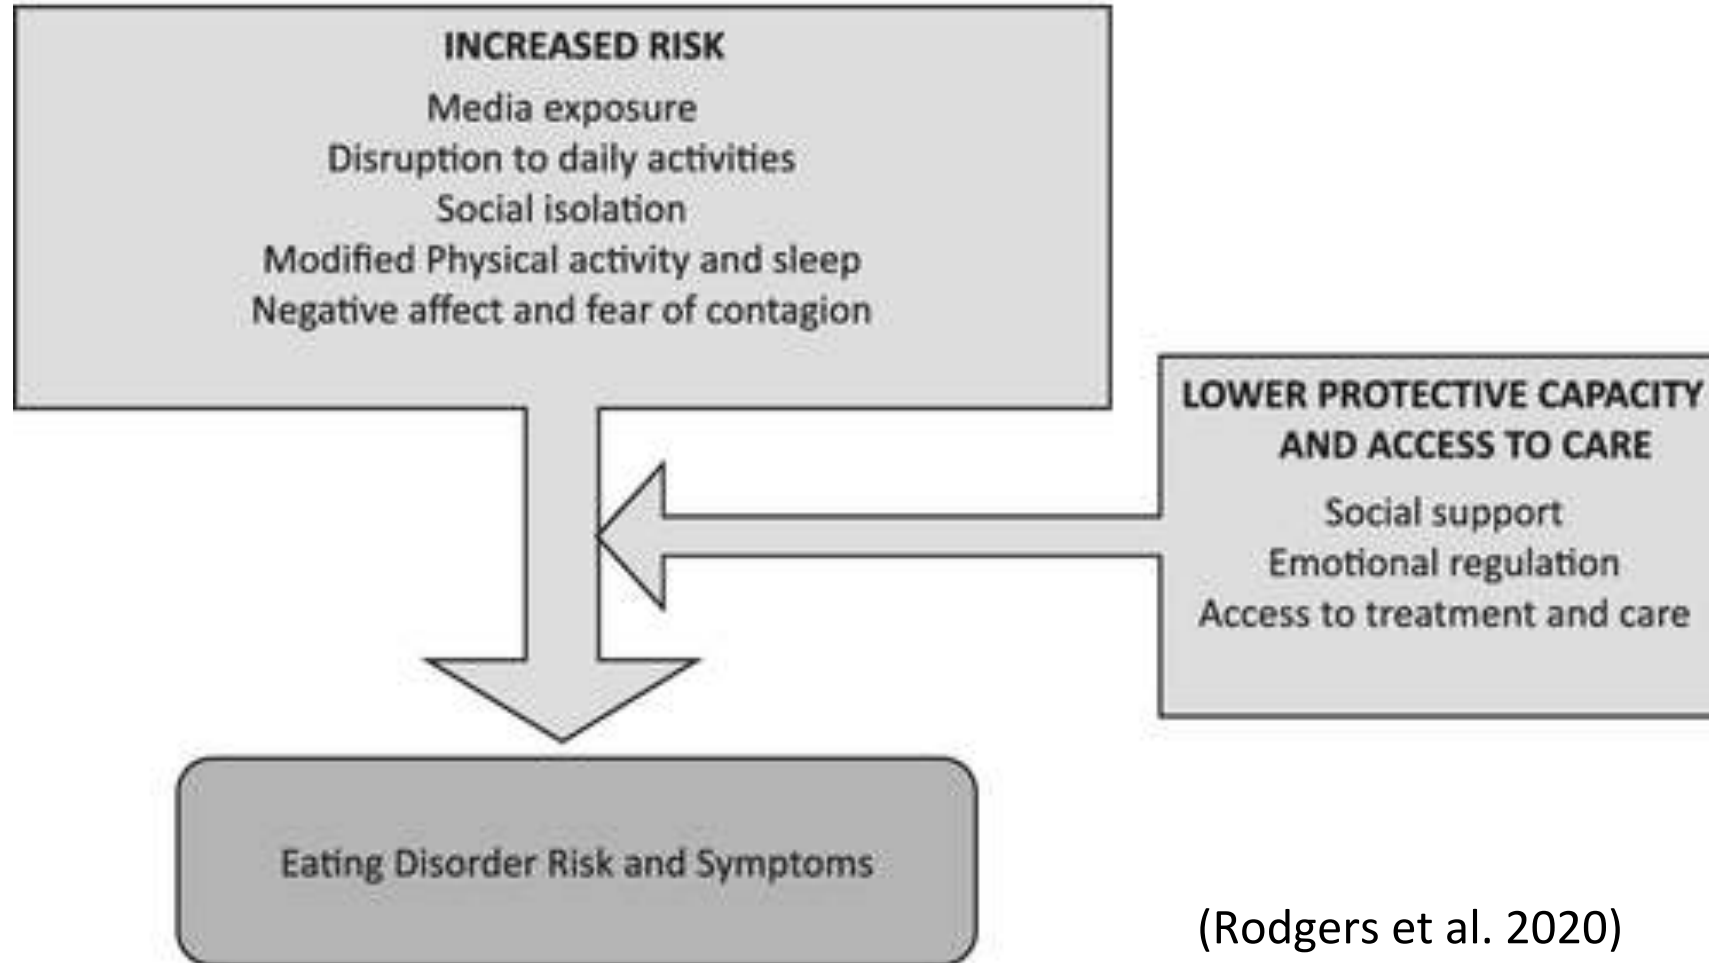 INCREASED RISK
Media exposure
Disruption to daily activities
Social isolation
Modified Physical activity and sleep
Negative affect and fear of contagion
LOWER PROTECTIVE CAPACITY
AND ACCESS TO CARE
Social support
Emotional regulation
Access to treatment and care
Eating Disorder Risk and Symptoms
(Rodgers et al. 2020)